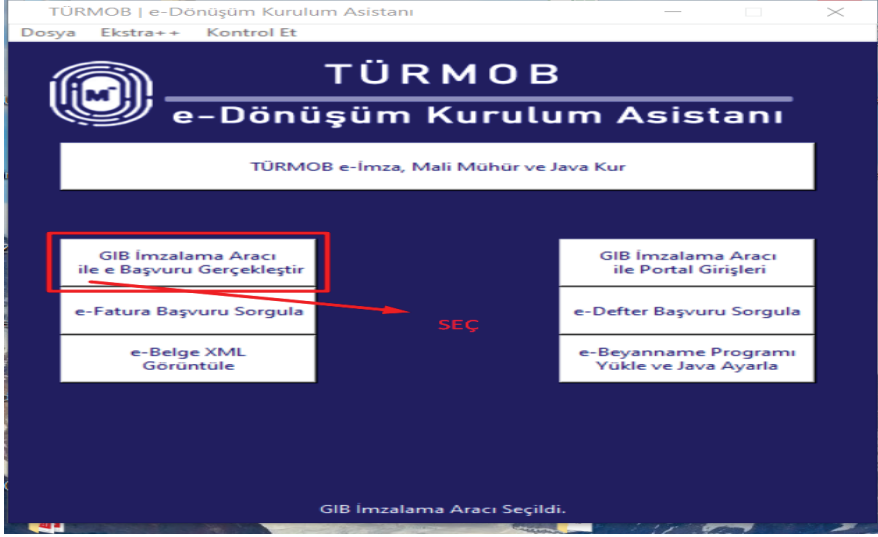 TÜRMOB | e-Dönüşüm Kurulum Asistanı
Dosya Ekstra++ Kontrol Et
TÜRMOB
e-Dönüşüm Kurulum Asistanı
TÜRMOB e-İmza, Mali Mühür ve Java Kur
GIB İmzalama Aracı
ile e Başvuru Gerçekleştir
GIB İmzalama Aracı
ile Portal Girişleri
e-Fatura Başvuru Sorgula
SEÇ
e-Defter Başvuru Sorgula
e-Belge XML
Görüntüle
e-Beyanname Programı
Yükle ve Java Ayarla
GIB İmzalama Aracı Seçildi.